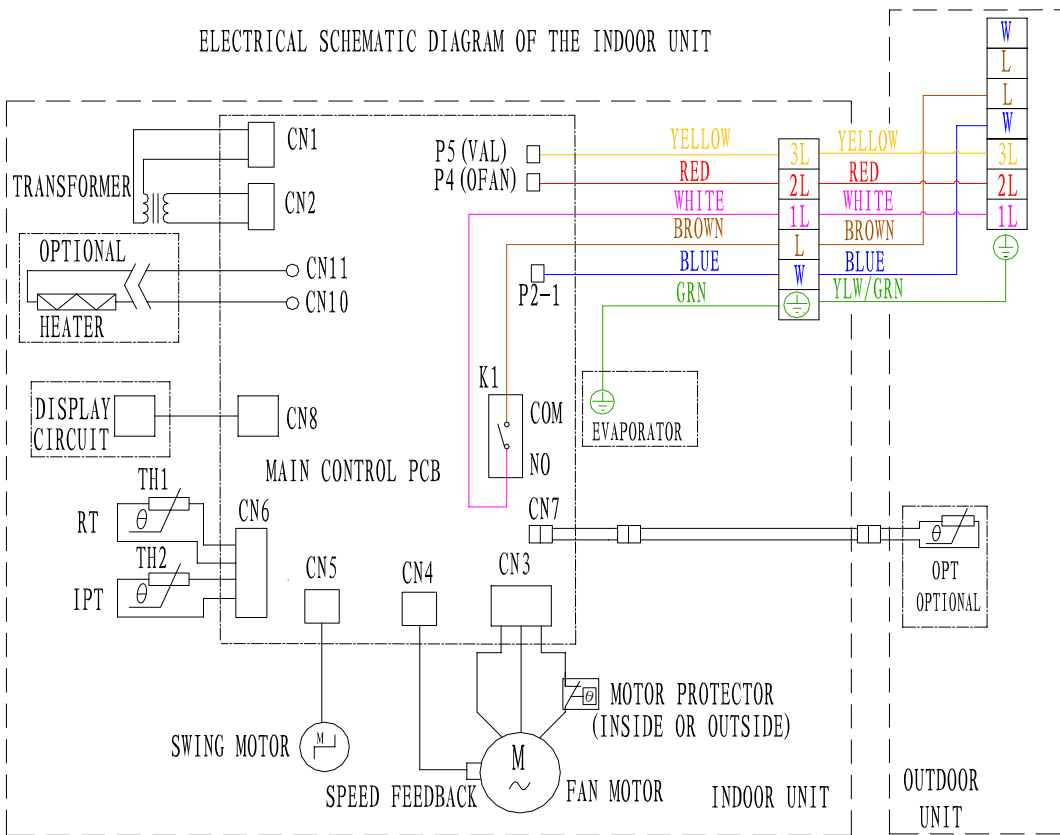 ELECTRICAL SCHEMATIC DIAGRAM OF THE INDOOR UNIT
W
L
L
W
3L
2L
1L
CN1
TRANSFORMER
CN2
P5(VAL)
P4(OFAN)
YELLOW
RED
WHITE
BROWN
BLUE
GRN
3L
2L
1L
L
W
YELLOW
RED
WHITE
BROWN
BLUE
YLW/GRN
P2-1
OPTIONAL
HEATER
CN11
CN10
K1
COM
NO
EVAPORATOR
DISPLAY
CIRCUIT
CN8
MAIN CONTROL PCB
TH1
θ
RT
TH2
θ
IPT
CN6
CN7
θ
OPT
OPTIONAL
CN5
CN4
CN3
θ
MOTOR PROTECTOR
(INSIDE OR OUTSIDE)
SWING MOTOR
M
SPEED FEEDBACK
M
~
FAN MOTOR
INDOOR UNIT
OUTDOOR
UNIT